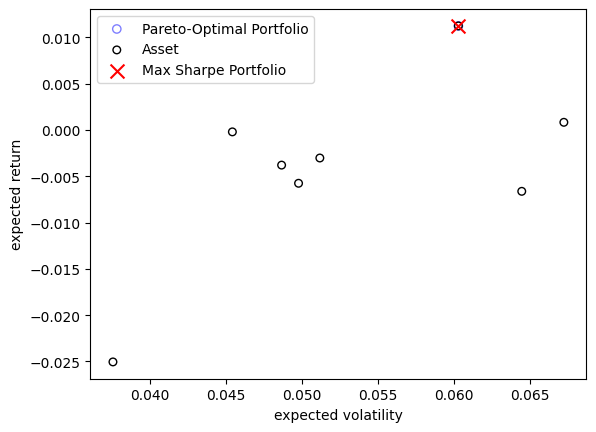 Pareto-Optimal Portfolio
Asset
Max Sharpe Portfolio
0.010
0.005
0.000
−0.005
−0.010
−0.015
−0.020
−0.025
expected return
0.040 0.045 0.050 0.055 0.060 0.065
expected volatility